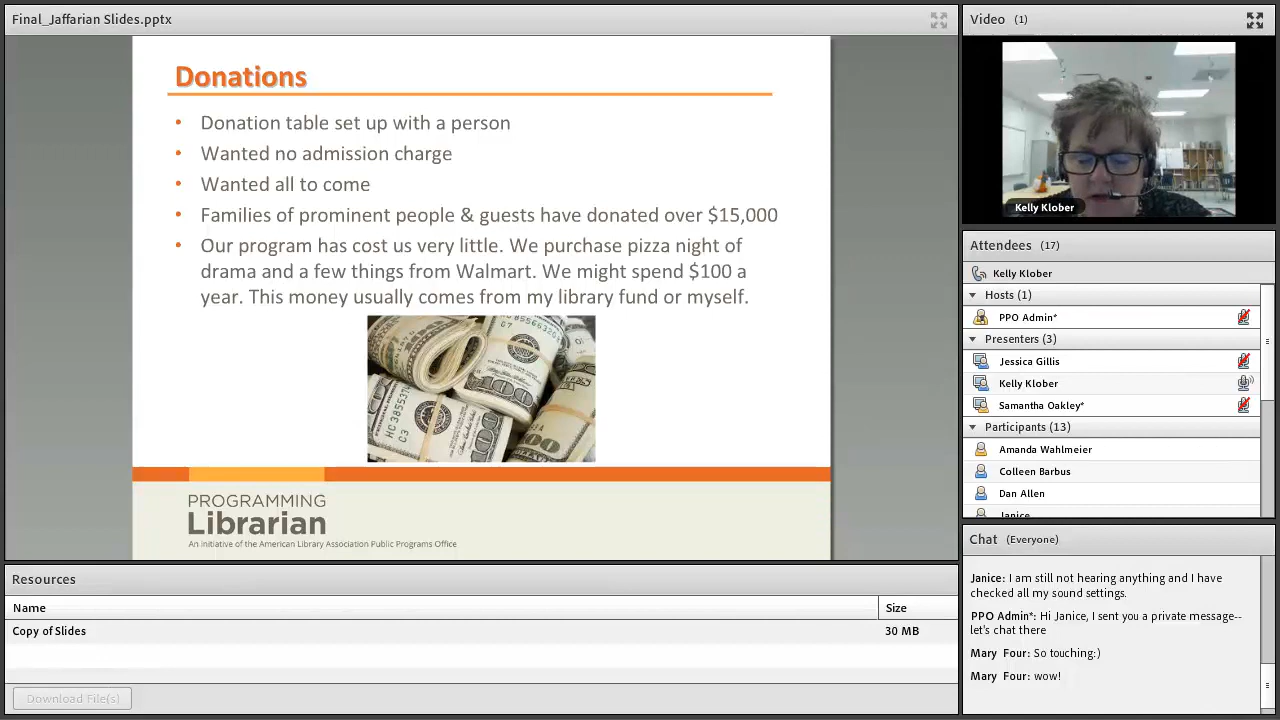 Final_Jaffarian Slides.pptx
Donations
• Donation table set up with a person
• Wanted no admission charge
• Wanted all to come
• Families of prominent people & guests have donated over $15,000
• Our program has cost us very little. We purchase pizza night of
drama and a few things from Walmart. We might spend $100 a
year. This money usually comes from my library fund or myself.
PROGRAMMING
Librarian
An initiative of the American Library Association Public Programs Office
Resources
Name Size
Copy of Slides 30 MB
Download File(s)
Video (1)
Kelly Klober
Attendees (17)
Kelly Klober
Hosts (1)
PPO Admin*
Presenters (3)
Jessica Gillis
Kelly Klober
Samantha Oakley*
Participants (13)
Amanda Wahlmeier
Colleen Barbus
Dan Allen
Janice
Chat (Everyone)
Janice: I am still not hearing anything and I have
checked all my sound settings.
PPO Admin*: Hi Janice, I sent you a private message--
let's chat there
Mary Four: So touching:)
Mary Four: wow!